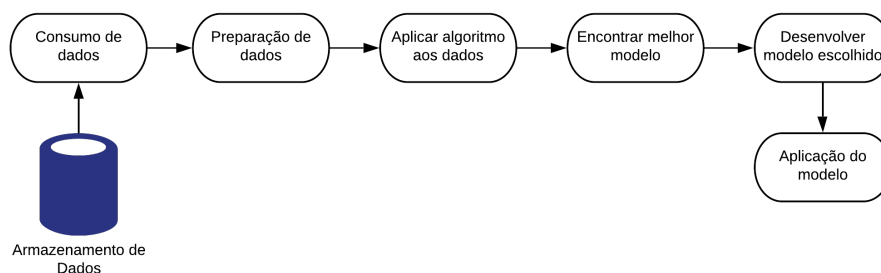 Consumo de
dados
Preparação de
dados
Aplicar algoritmo
aos dados
Encontrar melhor
modelo
Desenvolver
modelo escolhido
Aplicação do
modelo
Armazenamento de
Dados